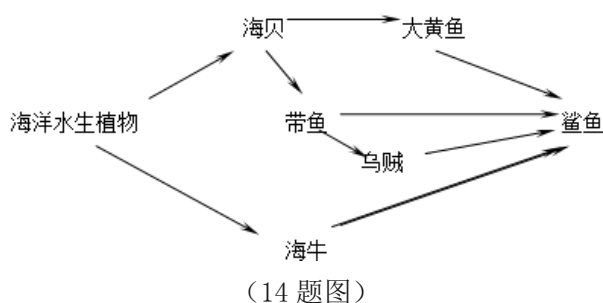 海贝 大黄鱼
海洋水生植物 带鱼 鲨鱼
乌贼
海牛
（14 题图）